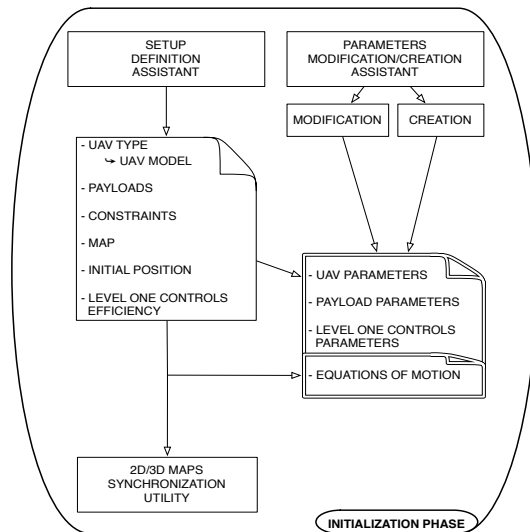 SETUP
DEFINITION
ASSISTANT
PARAMETERS
MODIFICATION/CREATION
ASSISTANT
MODIFICATION
CREATION
- UAV TYPE
↳ UAV MODEL
- PAYLOADS
- CONSTRAINTS
- MAP
- INITIAL POSITION
- LEVEL ONE CONTROLS
EFFICIENCY
- UAV PARAMETERS
- PAYLOAD PARAMETERS
- LEVEL ONE CONTROLS
PARAMETERS
- EQUATIONS OF MOTION
2D/3D MAPS
SYNCHRONIZATION
UTILITY
INITIALIZATION PHASE